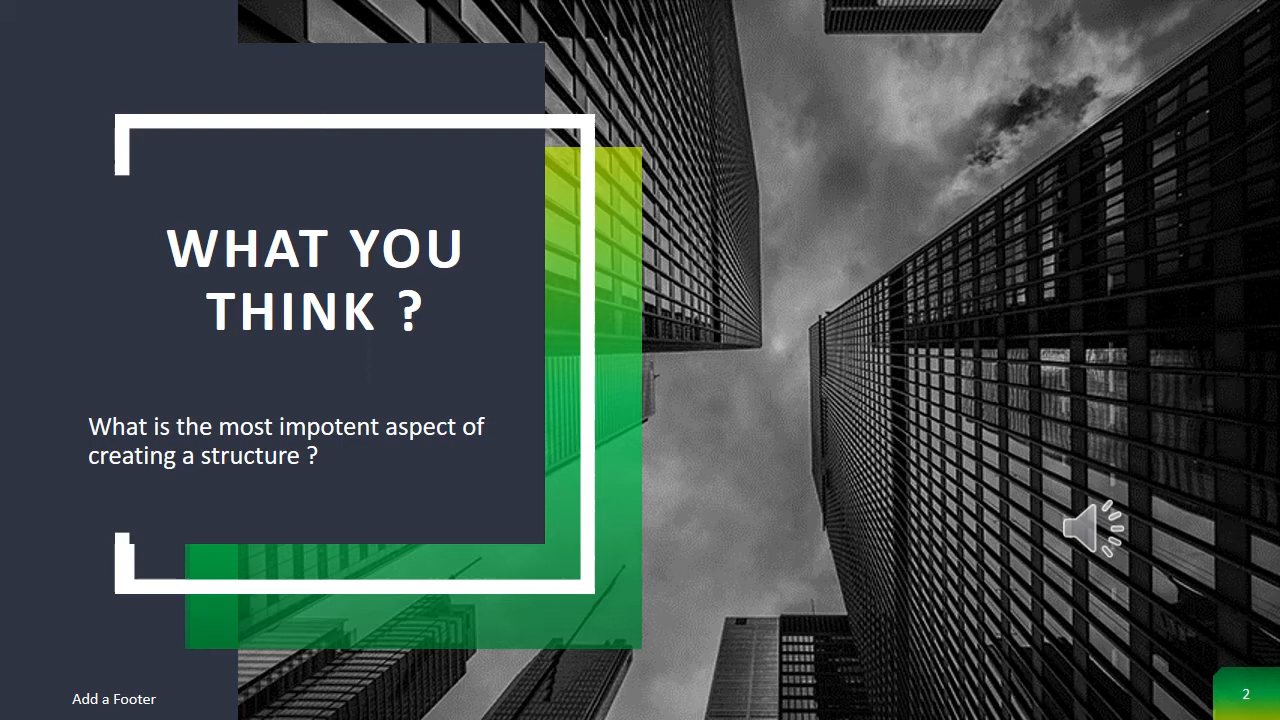 WHAT YOU
THINK ?
What is the most impotent aspect of
creating a structure ?
Add a Footer
2